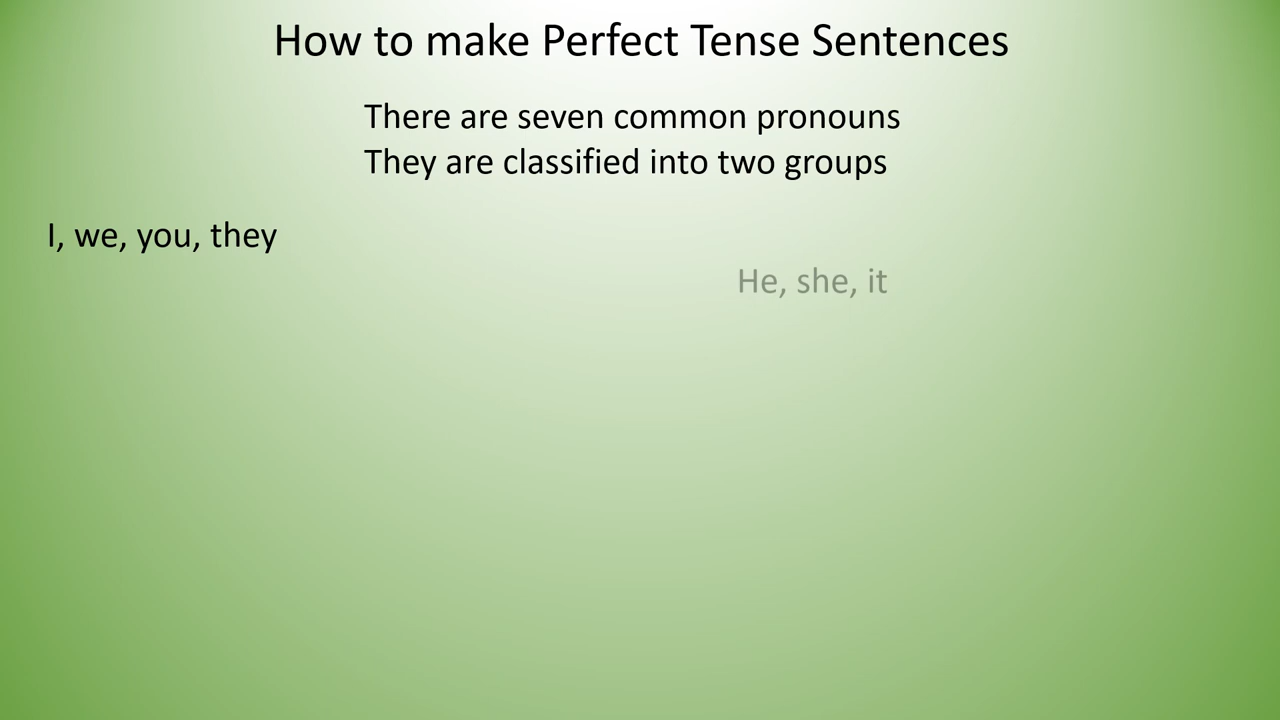 How to make Perfect Tense Sentences
There are seven common pronouns
They are classified into two groups
I, we, you, they
He, she, it